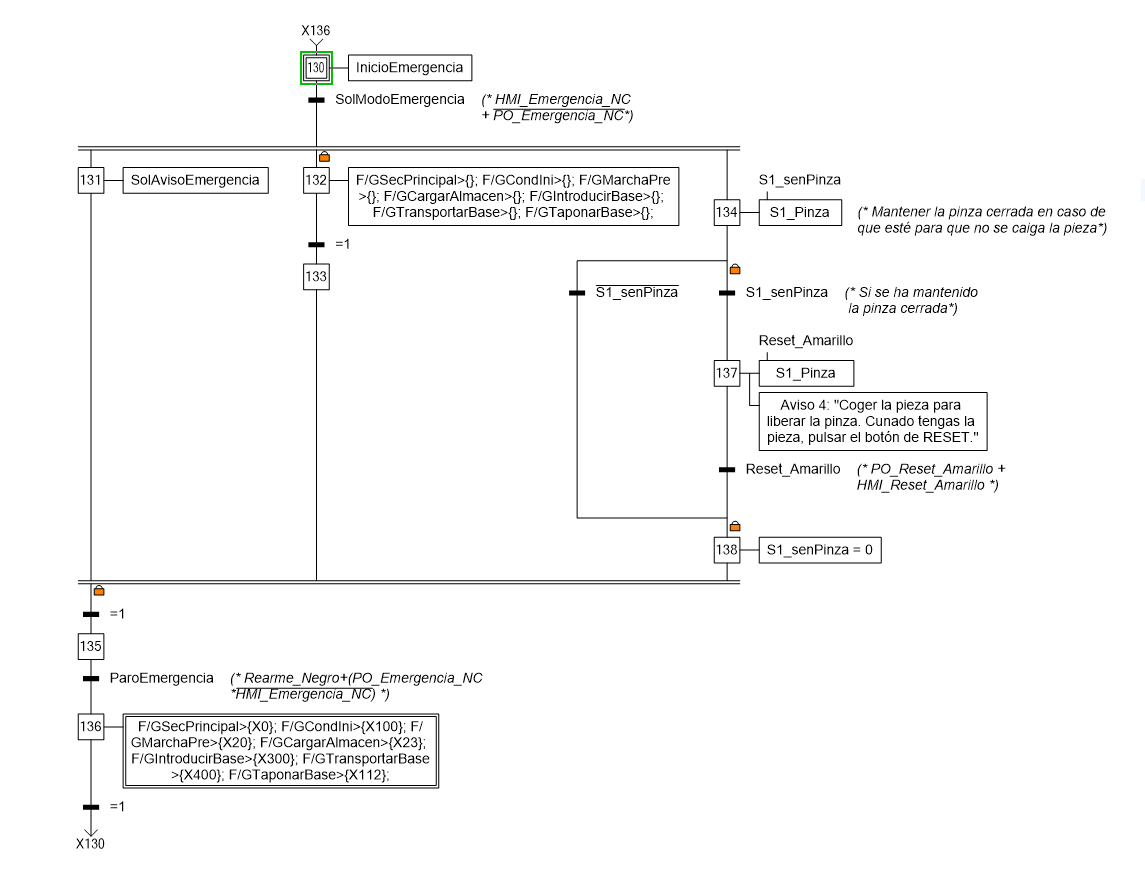 X136
130
InicioEmergencia
SolModoEmergencia
(* HMI_Emergencia_NC
+ PO_Emergencia_NC*)
131
SolAvisoEmergencia
132
F/GSecPrincipal>{}; F/GCondIni>{}; F/GMarchaPre
>{}; F/GCargarAlmacen>{}; F/GIntroducirBase>{};
F/GTransportarBase>{}; F/GTaponarBase>{};
S1_senPinza
134
S1_Pinza
(* Mantener la pinza cerrada en caso de
que esté para que no se caiga la pieza*)
=1
133
S1_senPinza
S1_senPinza
(* Si se ha mantenido
la pinza cerrada*)
Reset_Amarillo
137
S1_Pinza
Aviso 4: "Coger la pieza para
liberar la pinza. Cunado tengas la
pieza, pulsar el botón de RESET."
Reset_Amarillo
(* PO_Reset_Amarillo +
HMI_Reset_Amarillo *)
138
S1_senPinza = 0
=1
135
ParoEmergencia
(* Rearme_Negro+(PO_Emergencia_NC
*HMI_Emergencia_NC) *)
136
F/GSecPrincipal>{X0}; F/GCondIni>{X100}; F/
GMarchaPre>{X20}; F/GCargarAlmacen>{X23};
F/GIntroducirBase>{X300}; F/GTransportarBase
>{X400}; F/GTaponarBase>{X112};
=1
X130